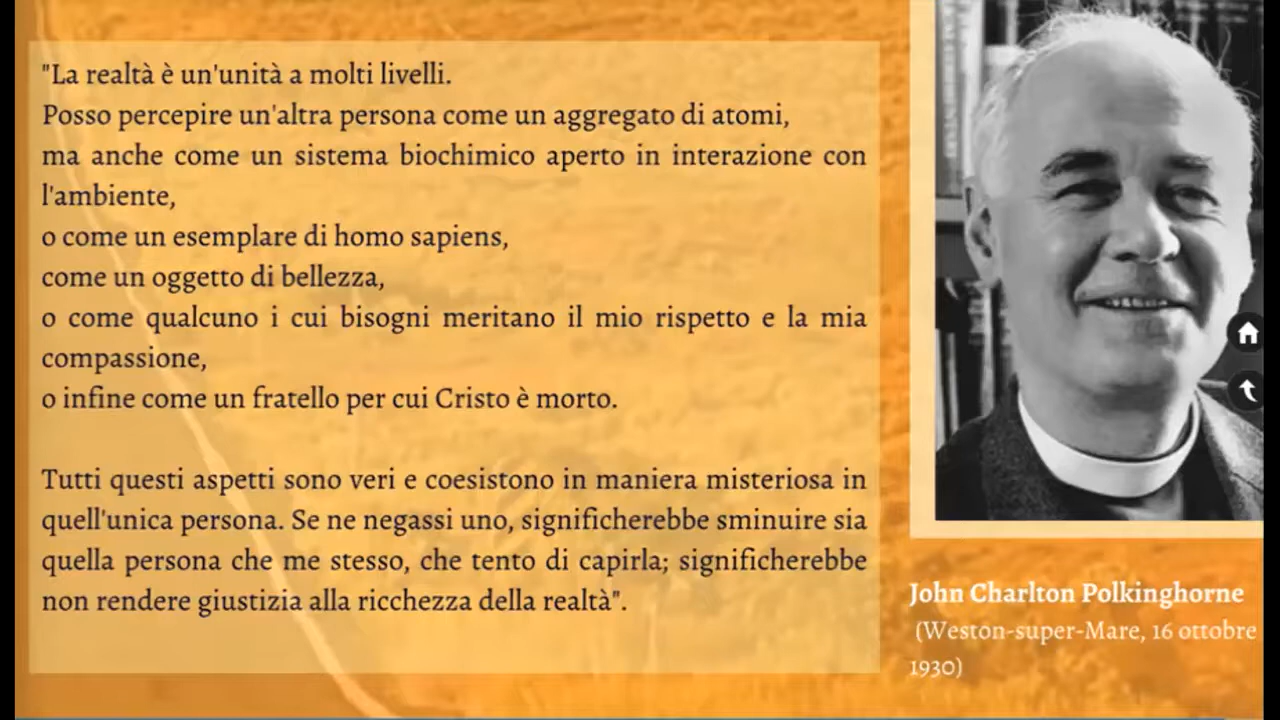 "La realtà è un'unità a molti livelli.
Posso percepire un'altra persona come un aggregato di atomi,
ma anche come un sistema biochimico aperto in interazione con
l'ambiente,
o come un esemplare di homo sapiens,
come un oggetto di bellezza,
o come qualcuno i cui bisogni meritano il mio rispetto e la mia
compassione,
o infine come un fratello per cui Cristo è morto.
Tutti questi aspetti sono veri e coesistono in maniera misteriosa in
quell'unica persona. Se ne negassi uno, significherebbe sminuire sia
quella persona che me stesso, che tento di capirla; significherebbe
non rendere giustizia alla ricchezza della realtà".
John Charlton Polkinghorne
(Weston-super-Mare, 16 ottobre
1930)